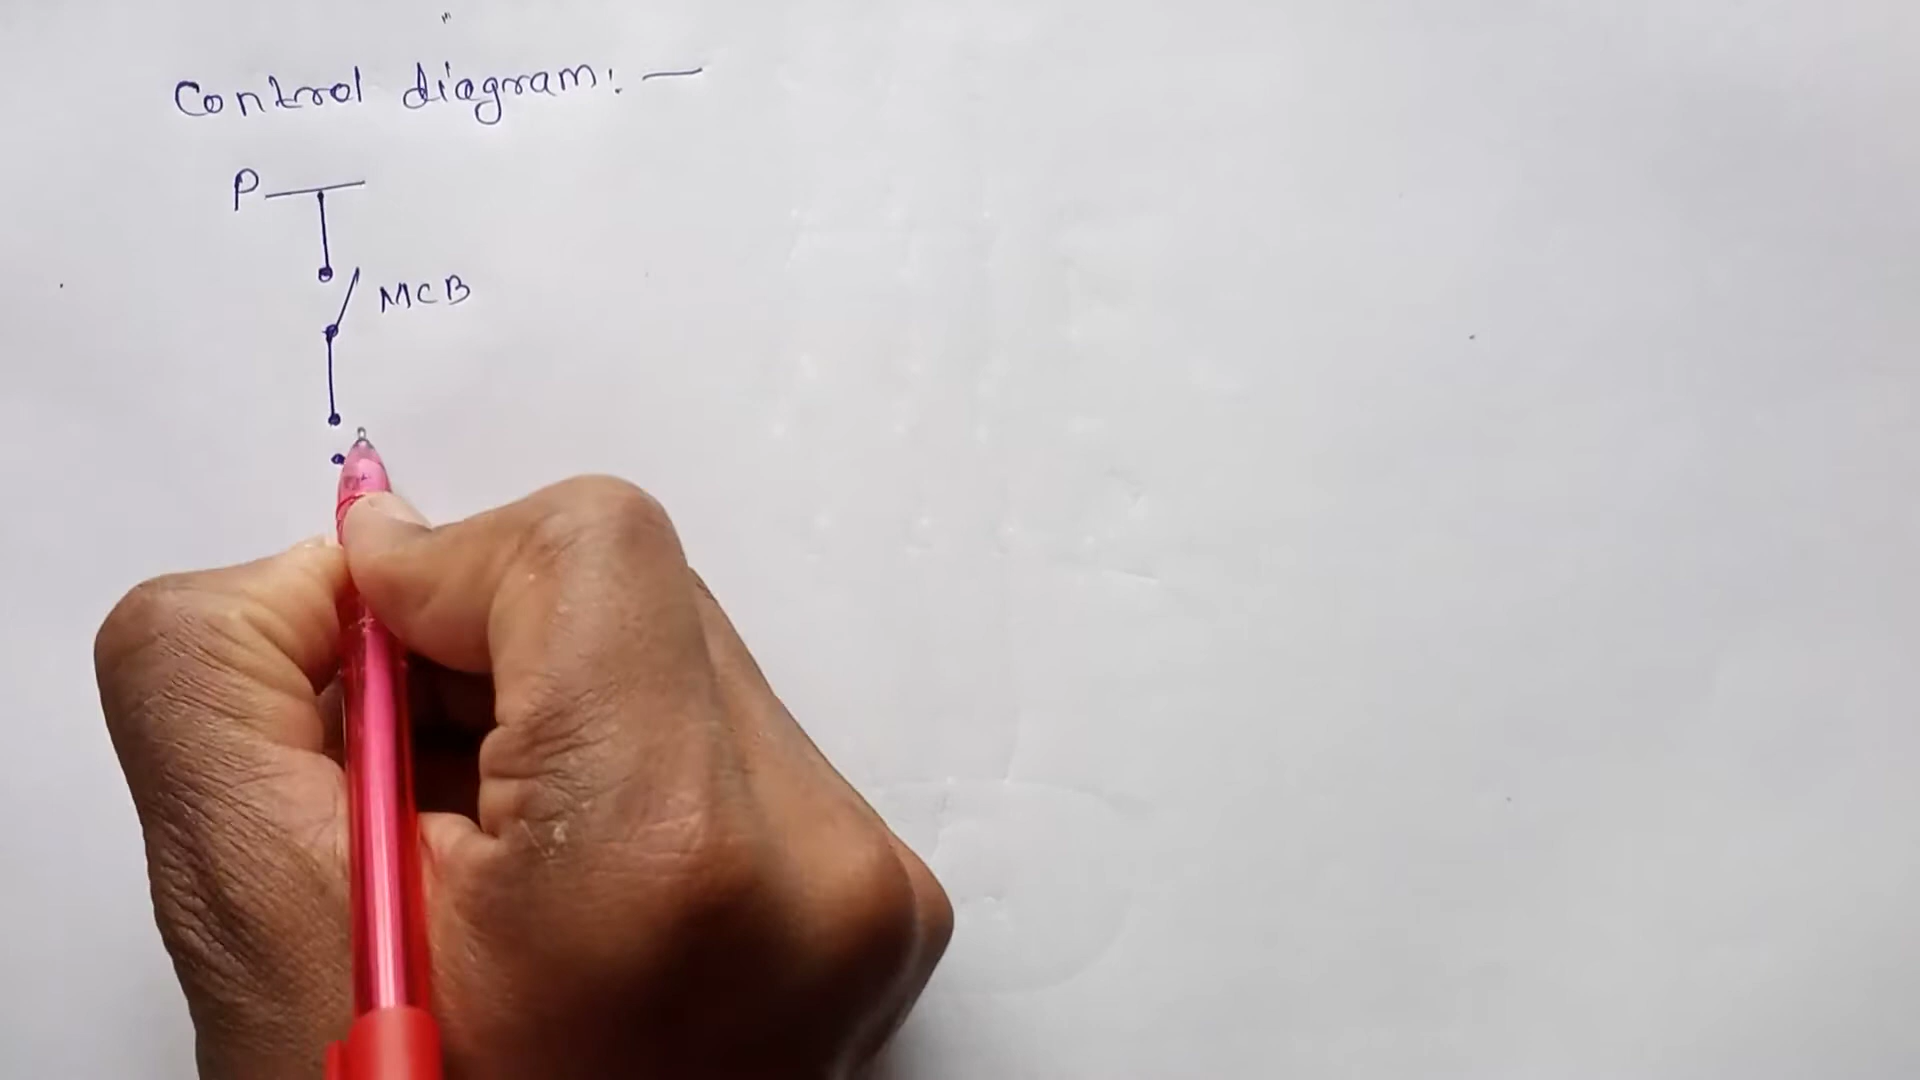 Control diagram: —
P
MCB